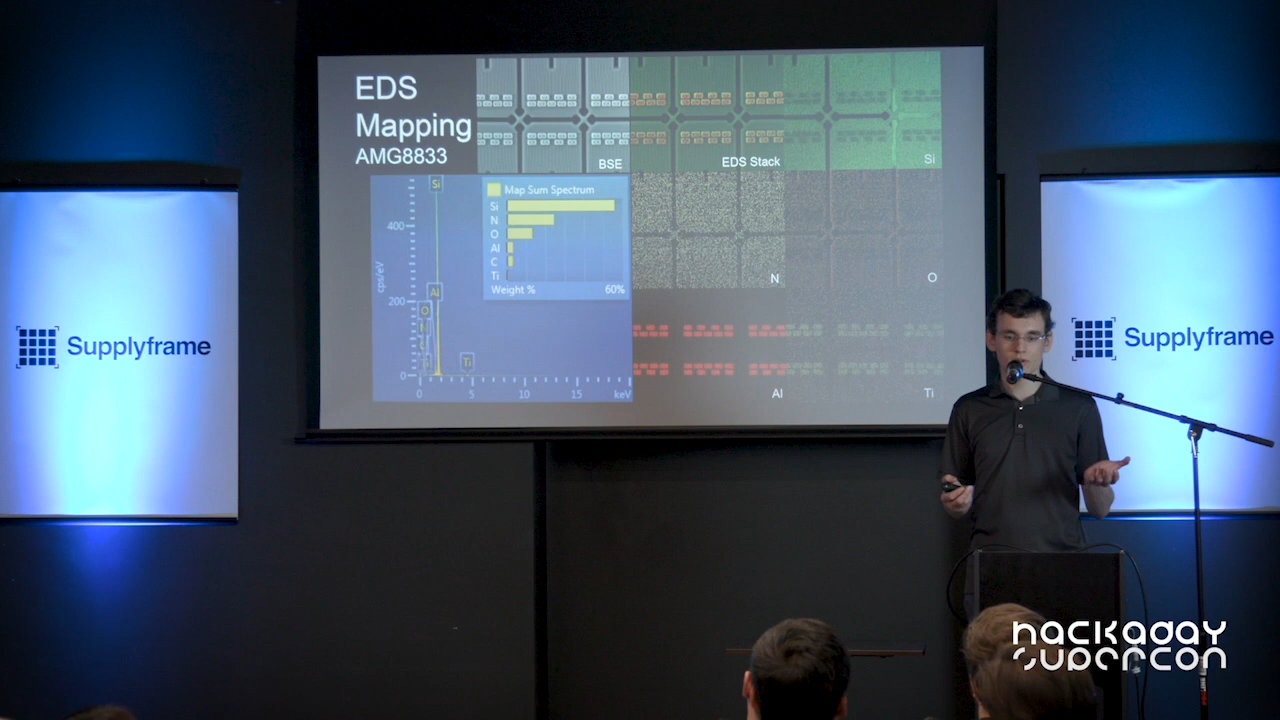 EDS
Mapping
AMG8833
BSE
EDS Stack
Si
N
O
Al
Ti
Si
Map Sum Spectrum
Si
N
O
Al
C
Ti
Weight %
60%
cps/eV
400
200
0
Al
O
Ti
0
5
10
15
keV
Supplyframe
Supplyframe
hackaday
supercon